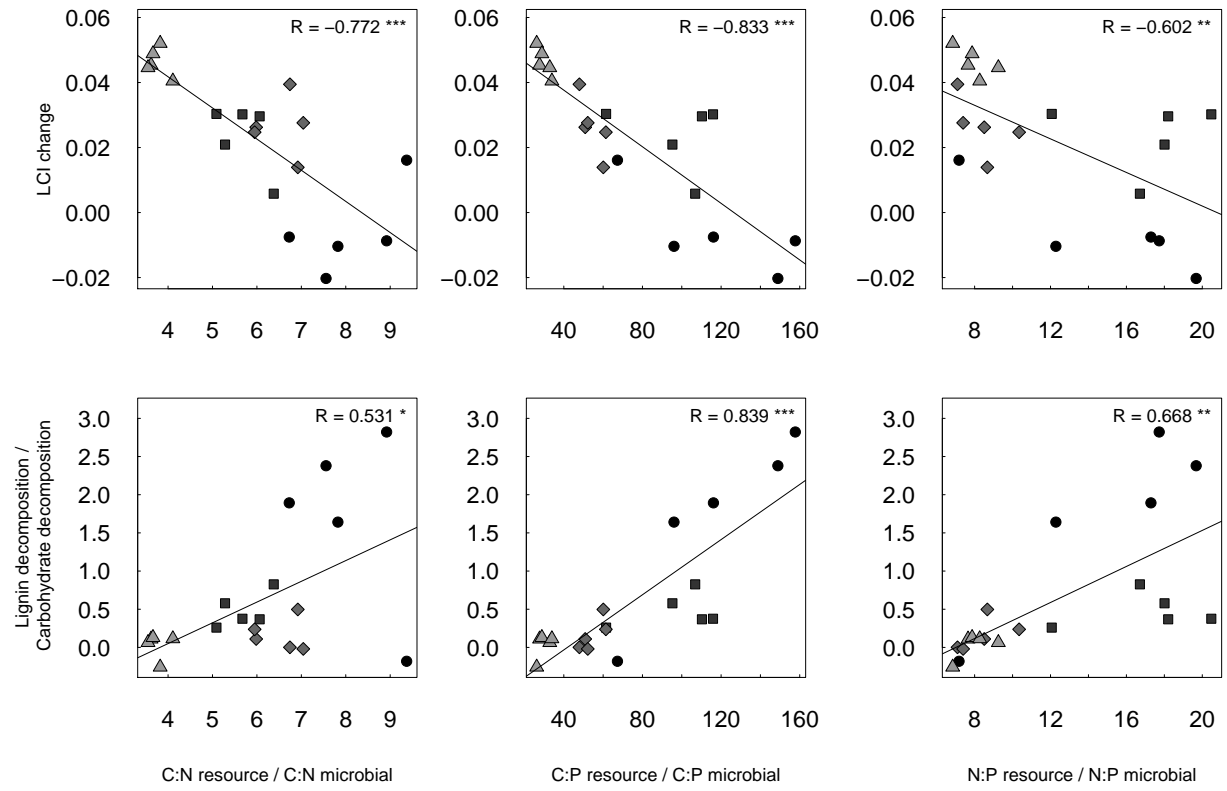 R = −0.772 ***
R = −0.833 ***
R = −0.602 **
LCI change
0.06
0.04
0.02
0.00
−0.02
0.06
0.04
0.02
0.00
−0.02
0.06
0.04
0.02
0.00
−0.02
4 5 6 7 8 9
40 80 120 160
8 12 16 20
R = 0.531 *
R = 0.839 ***
R = 0.668 **
Lignin decomposition /
Carbohydrate decomposition
3.0
2.5
2.0
1.5
1.0
0.5
0.0
3.0
2.5
2.0
1.5
1.0
0.5
0.0
3.0
2.5
2.0
1.5
1.0
0.5
0.0
4 5 6 7 8 9
40 80 120 160
8 12 16 20
C:N resource / C:N microbial
C:P resource / C:P microbial
N:P resource / N:P microbial